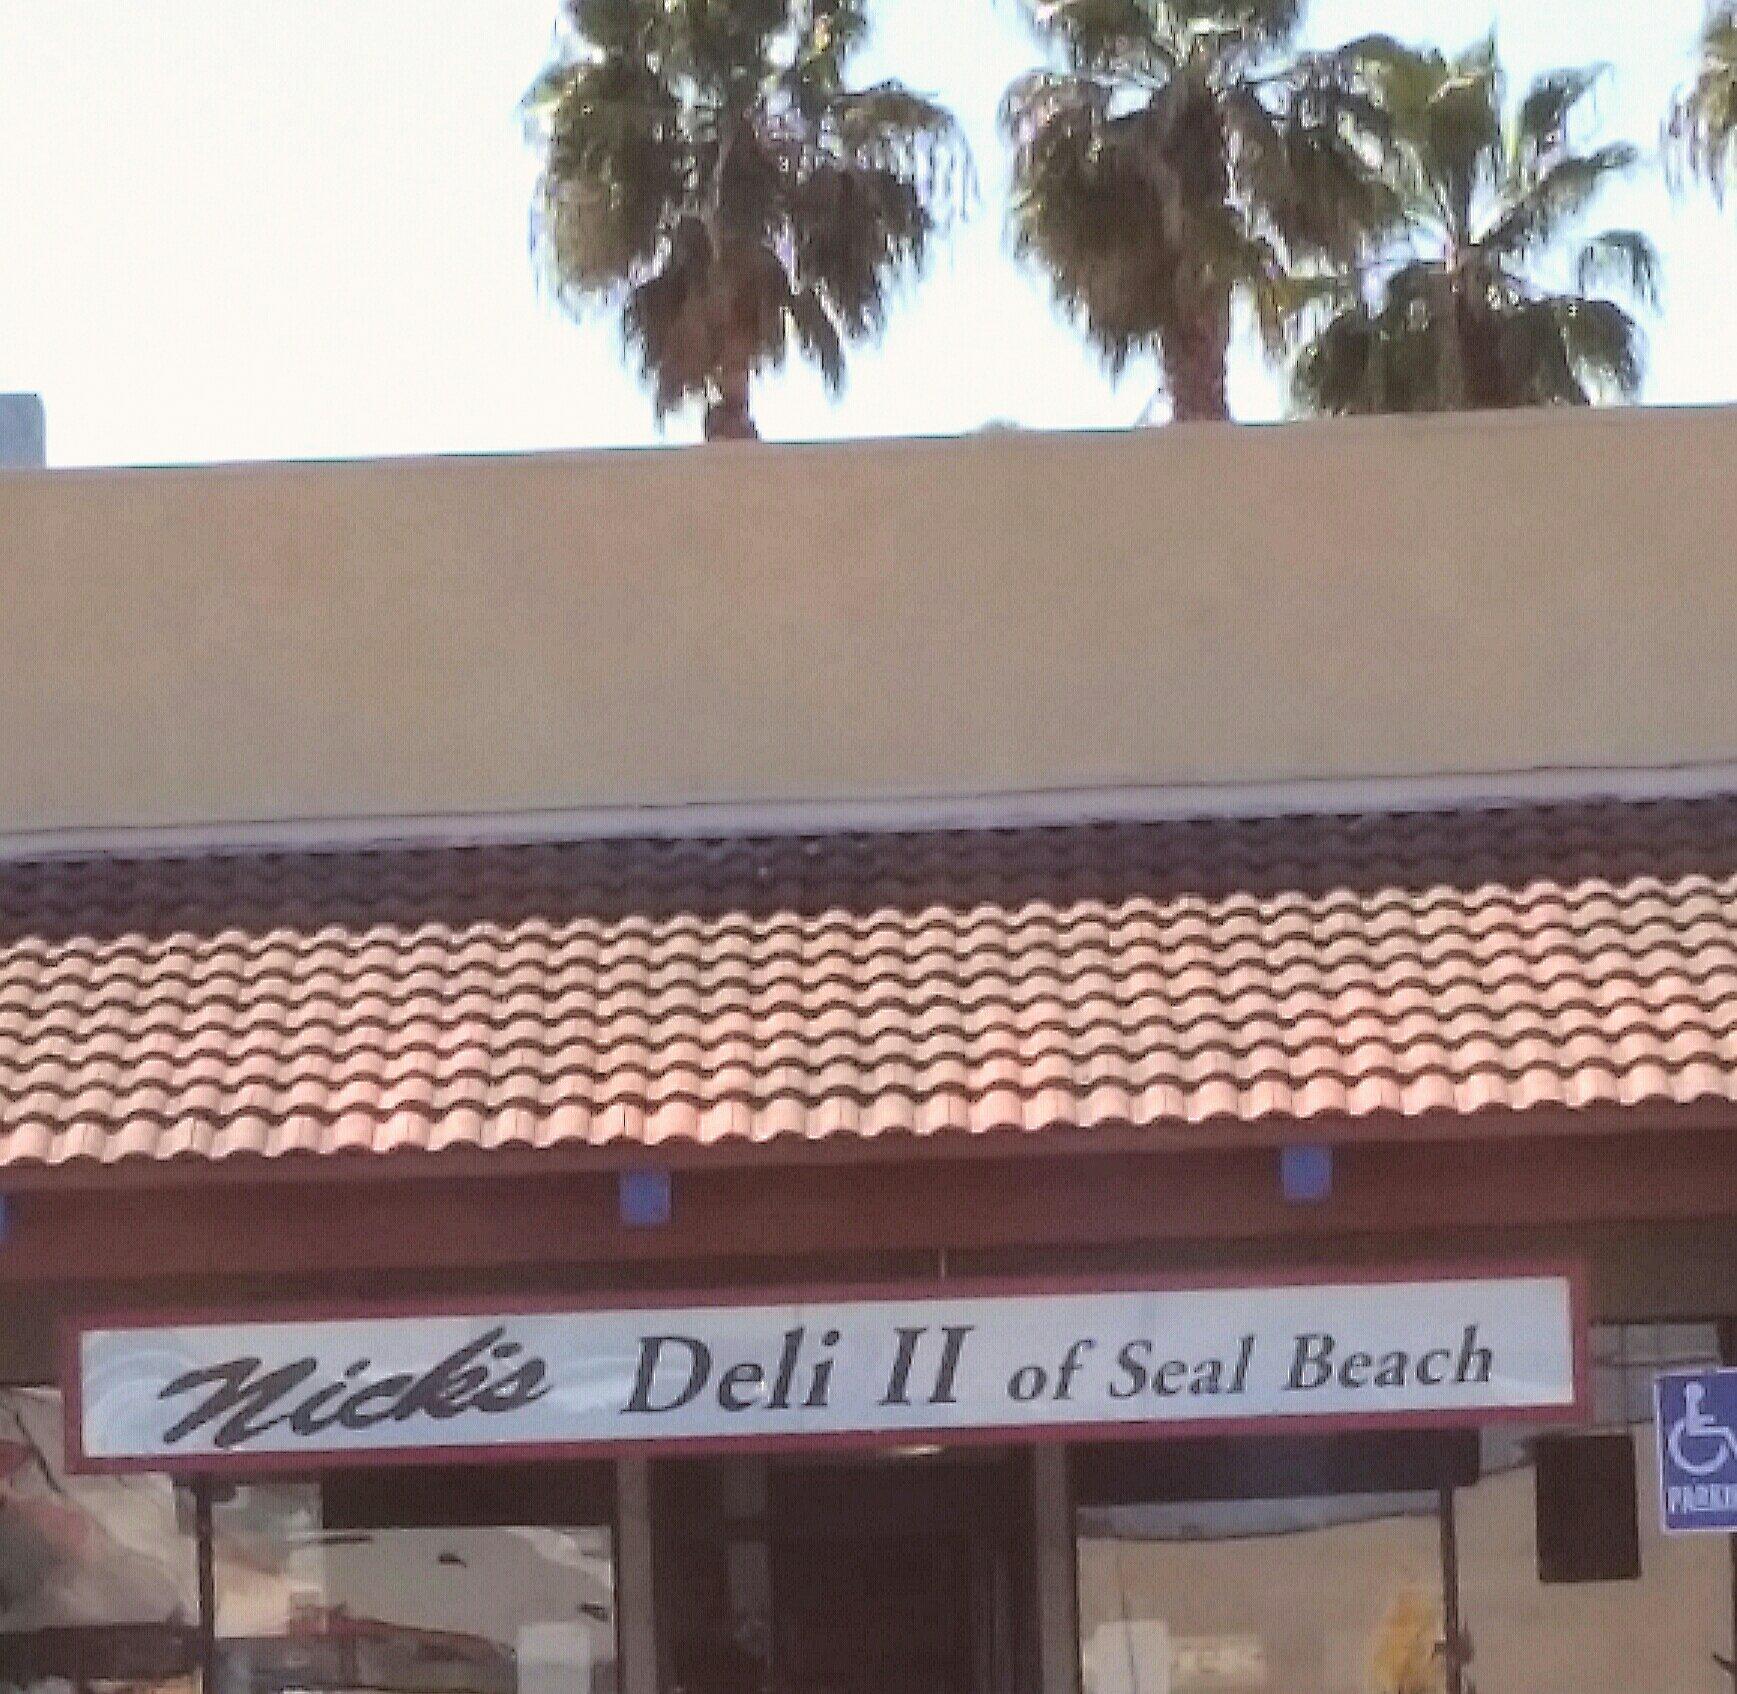 Nick's Deli II of Seal Beach